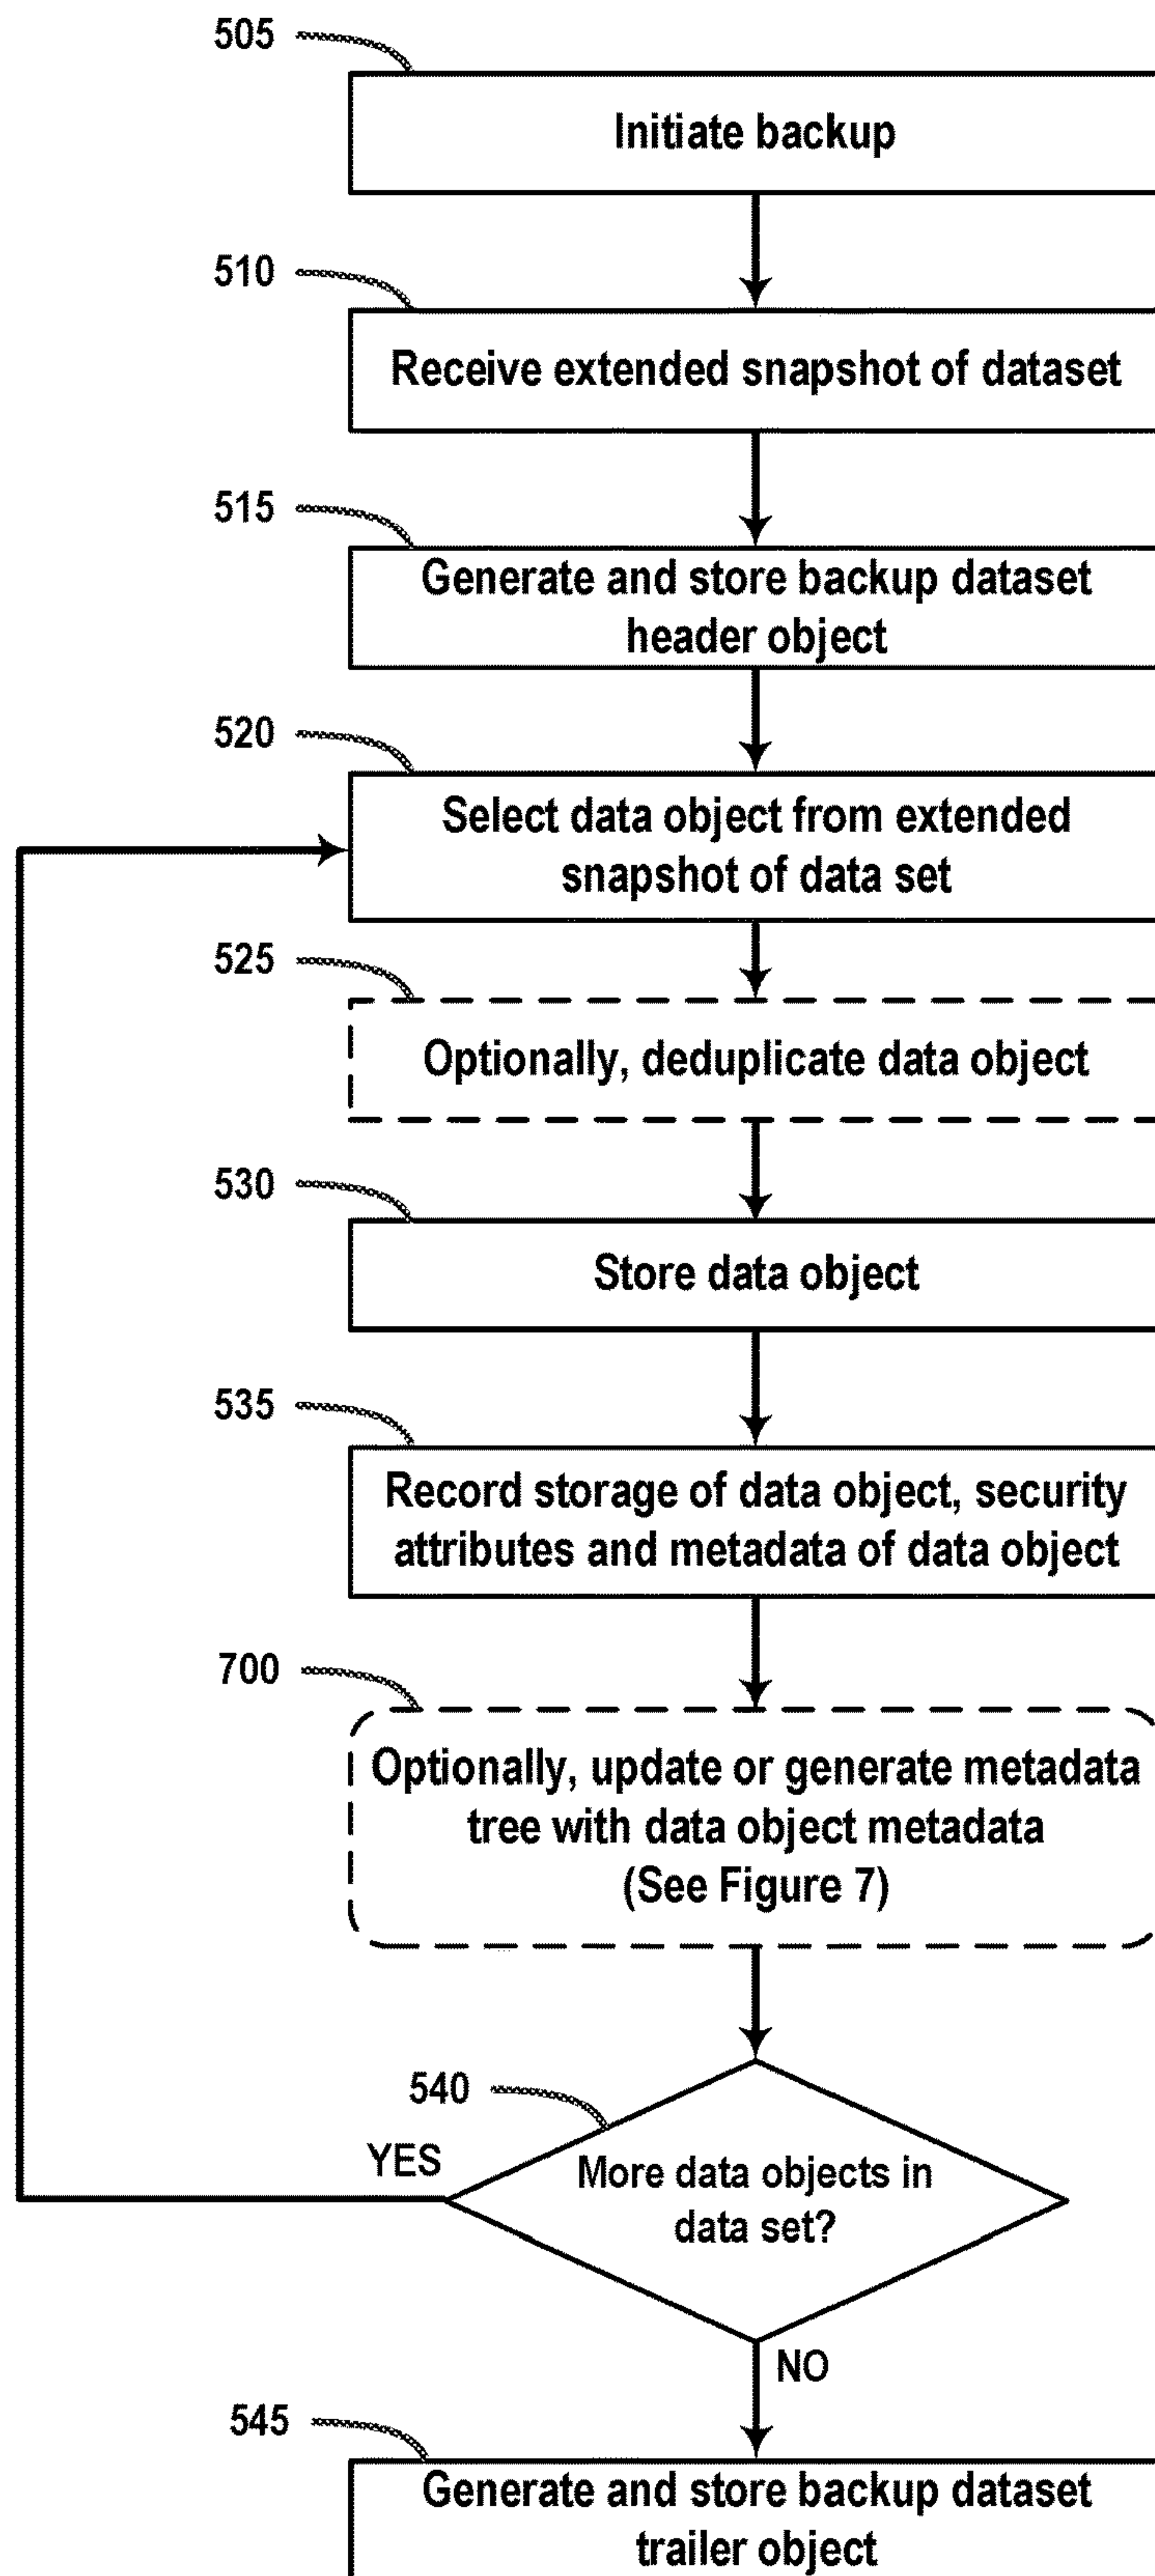 505
Initiate backup
510
Receive extended snapshot of dataset
515
Generate and store backup dataset
header object
520
Select data object from extended
snapshot of data set
525
Optionally, deduplicate data object
530
Store data object
535
Record storage of data object, security
attributes and metadata of data object
700
Optionally, update or generate metadata
tree with data object metadata
(See Figure 7)
540
YES
More data objects in
data set?
NO
545
Generate and store backup dataset
trailer object